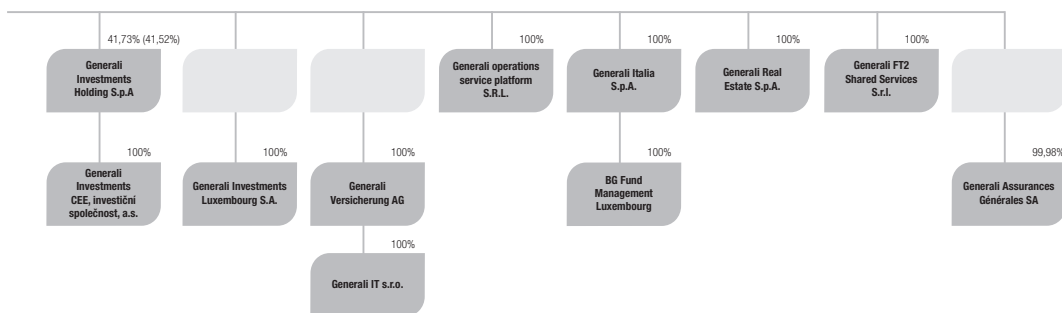 41,73% (41,52%)
Generali
Investments
Holding S.p.A
100%
Generali operations
service platform
S.R.L.
100%
Generali Italia
S.p.A.
100%
Generali Real
Estate S.p.A.
100%
Generali FT2
Shared Services
S.r.l.
100%
Generali
Investments
CEE, investiční
společnost, a.s.
100%
Generali Investments
Luxembourg S.A.
100%
Generali
Versicherung AG
100%
BG Fund
Management
Luxembourg
99,98%
Generali Assurances
Générales SA
100%
Generali IT s.r.o.